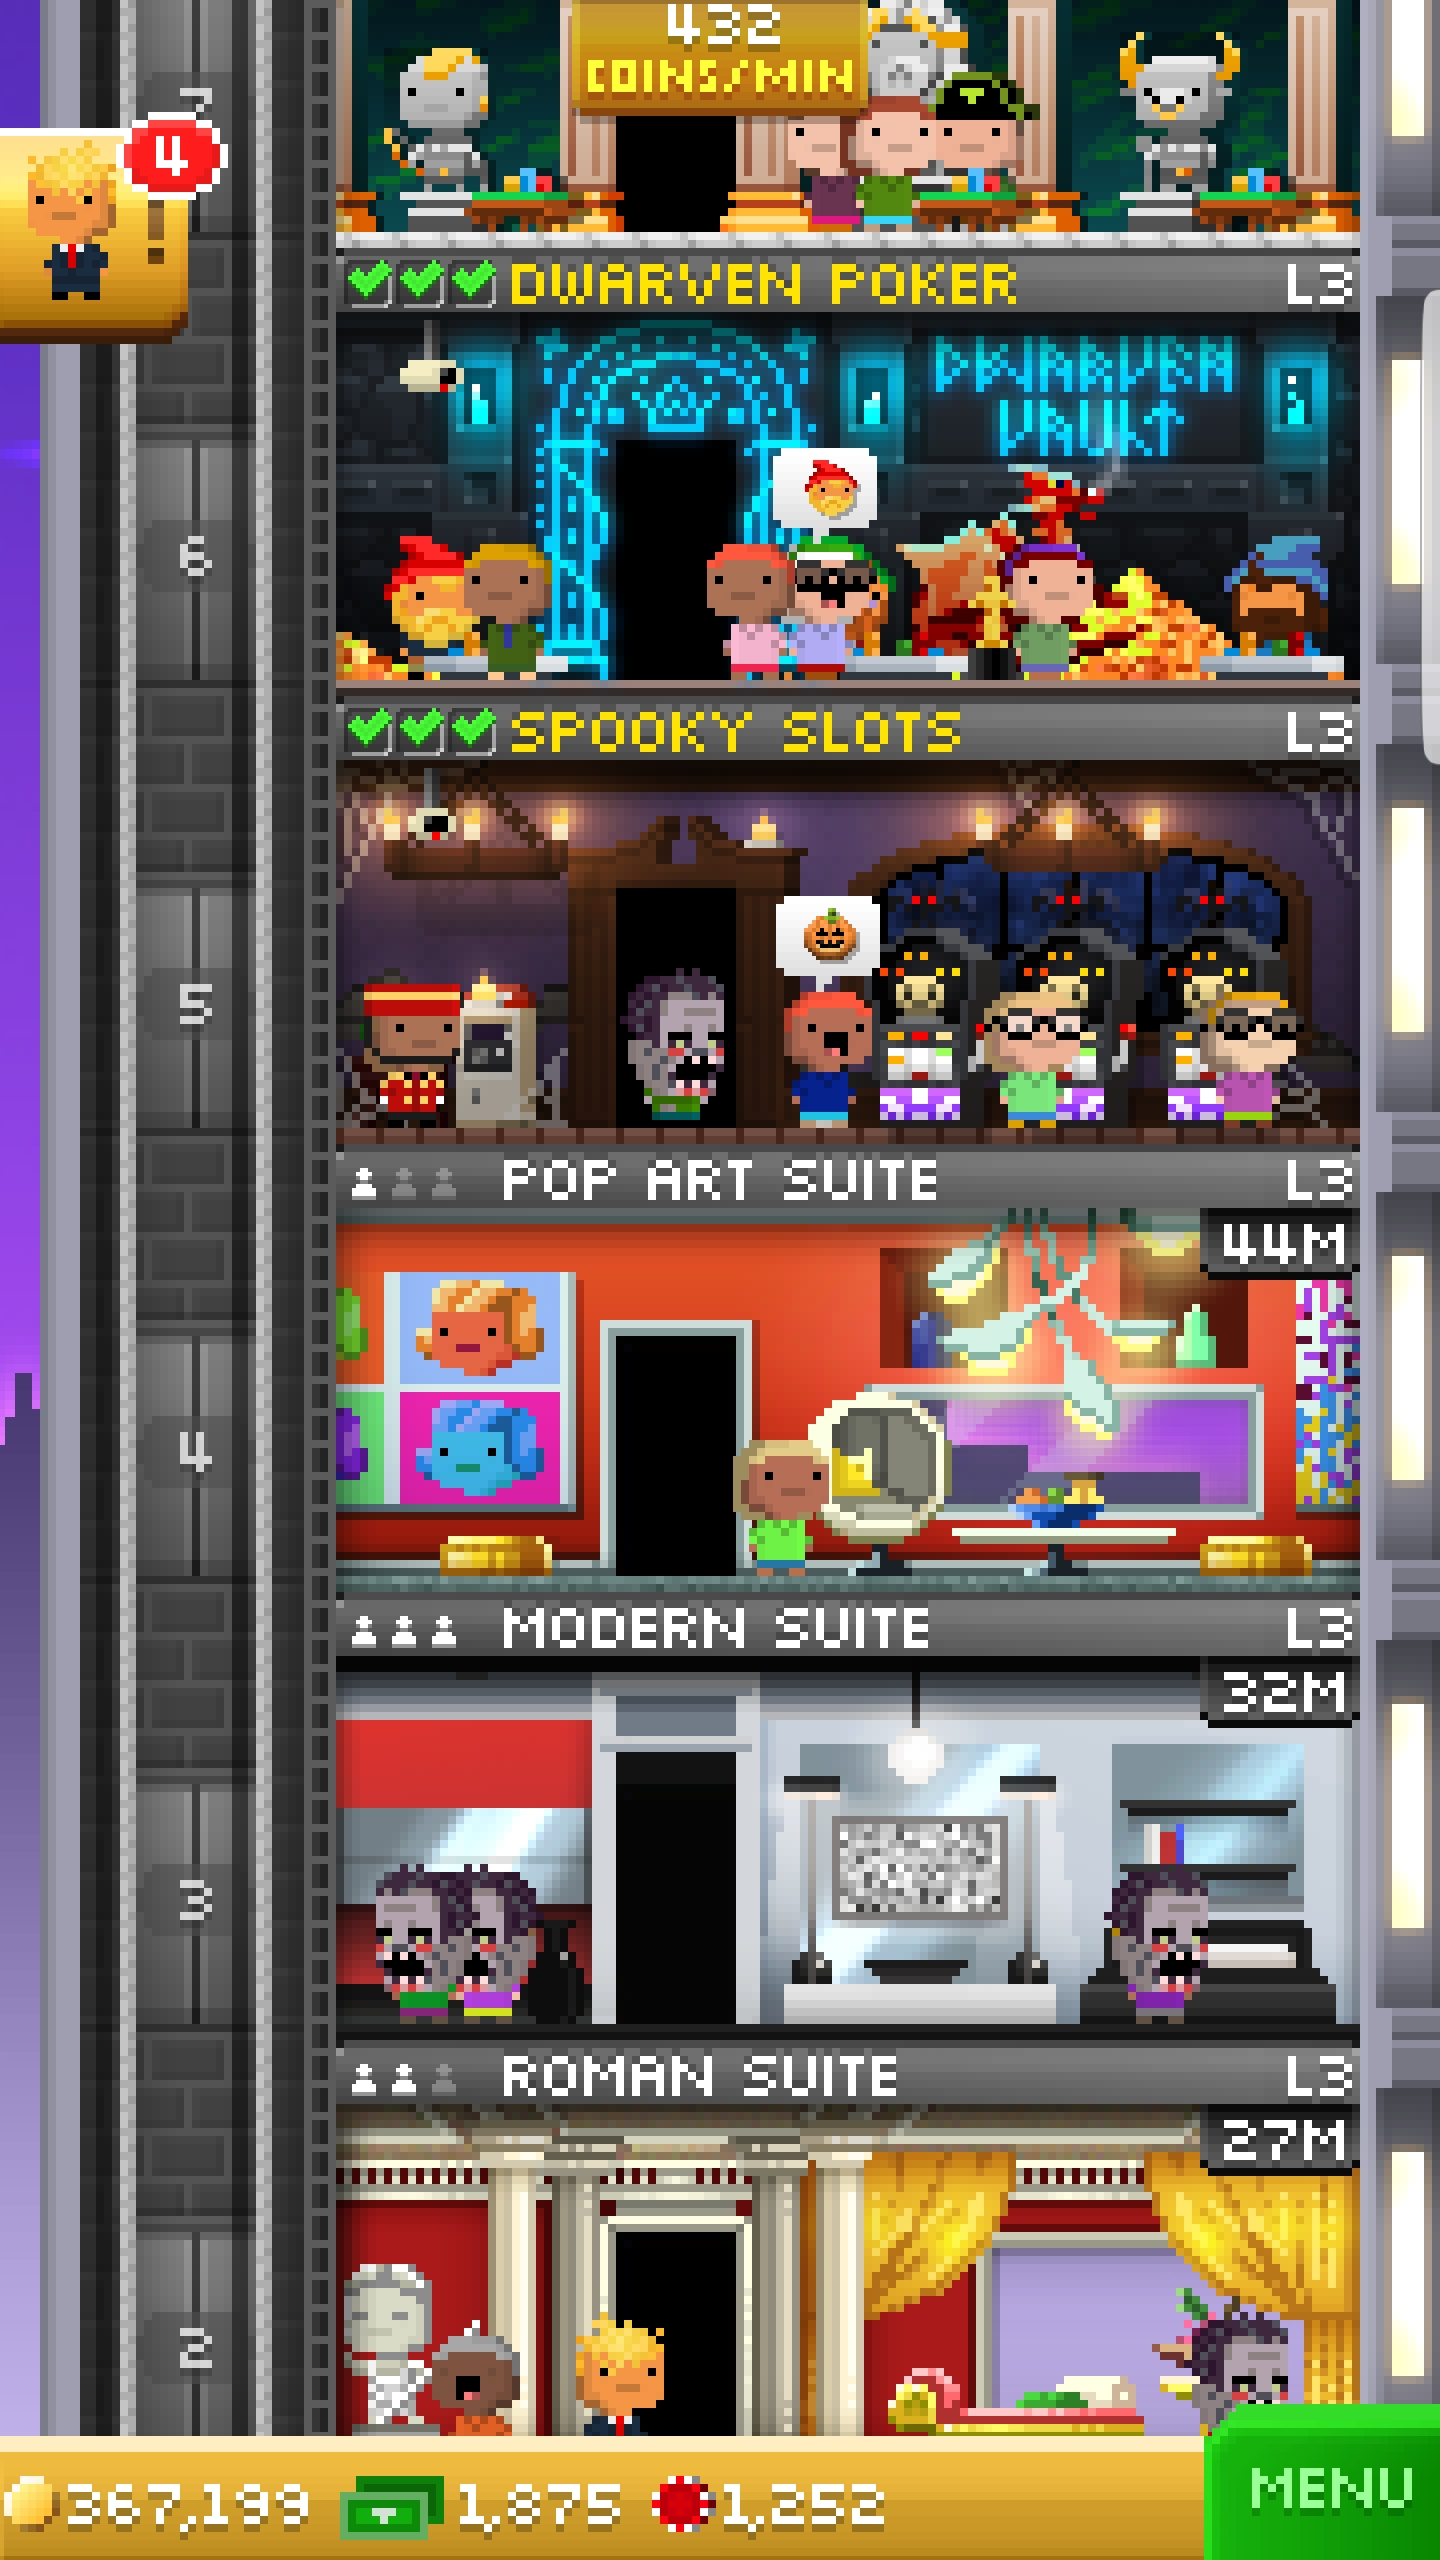 432
COINS/MIN
7
4
!
DWARVEN POKER L3
DWARVEN
VAULT
6
SPOOKY SLOTS L3
5
POP ART SUITE L3
44M
4
MODERN SUITE L3
32M
3
ROMAN SUITE L3
27M
2
367,199 1,875 1,252
MENU